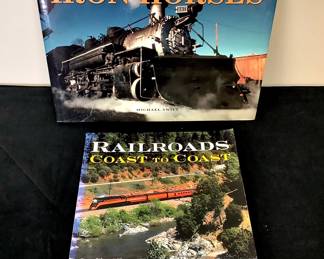 IRON HORSES
MICHAEL SWIFT
RAILROADS
COAST TO COAST